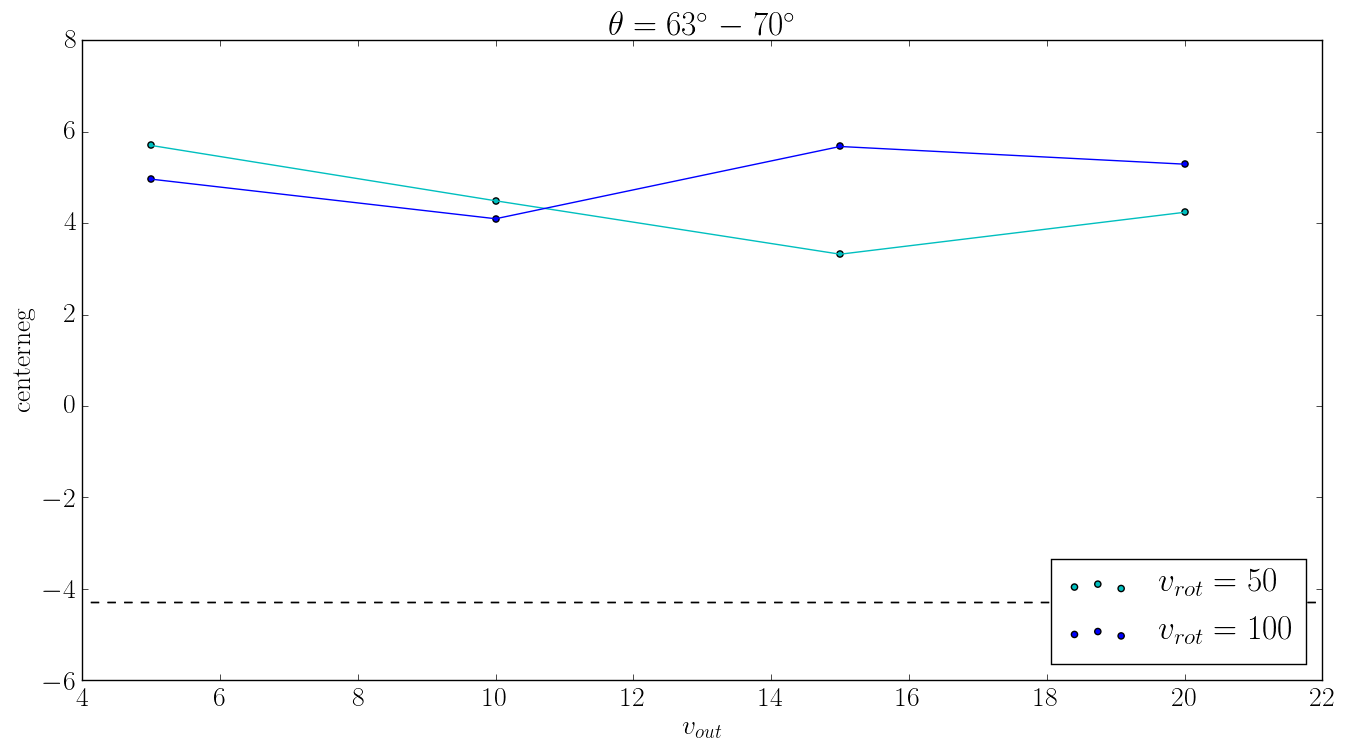 θ = 63° − 70°
8
6
4
2
0
−2
−4
−6
centerneg
4 6 8 10 12 14 16 18 20 22
v_out
v_rot = 50
v_rot = 100